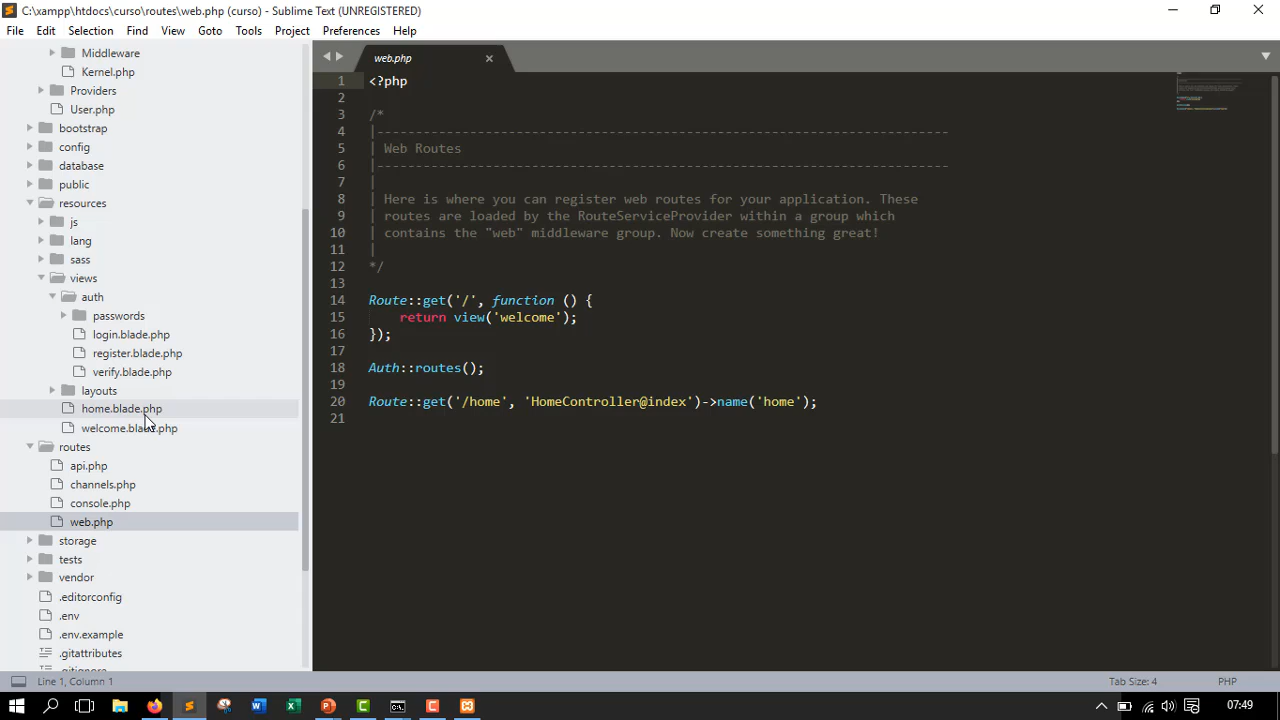 C:\xampp\htdocs\curso\routes\web.php (curso) - Sublime Text (UNREGISTERED)
File Edit Selection Find View Goto Tools Project Preferences Help
Middleware
Kernel.php
Providers
User.php
bootstrap
config
database
public
resources
js
lang
sass
views
auth
passwords
login.blade.php
register.blade.php
verify.blade.php
layouts
home.blade.php
welcome.blade.php
routes
api.php
channels.php
console.php
web.php
storage
tests
vendor
.editorconfig
.env
.env.example
.gitattributes
.gitignore
web.php
1 <?php
2
3 /*
4 |--------------------------------------------------------------------------
5 | Web Routes
6 |--------------------------------------------------------------------------
7 |
8 | Here is where you can register web routes for your application. These
9 | routes are loaded by the RouteServiceProvider within a group which
10 | contains the "web" middleware group. Now create something great!
11 |
12 */
13
14 Route::get('/', function () {
15 return view('welcome');
16 });
17
18 Auth::routes();
19
20 Route::get('/home', 'HomeController@index')->name('home');
21
Line 1, Column 1
Tab Size: 4
PHP
07:49